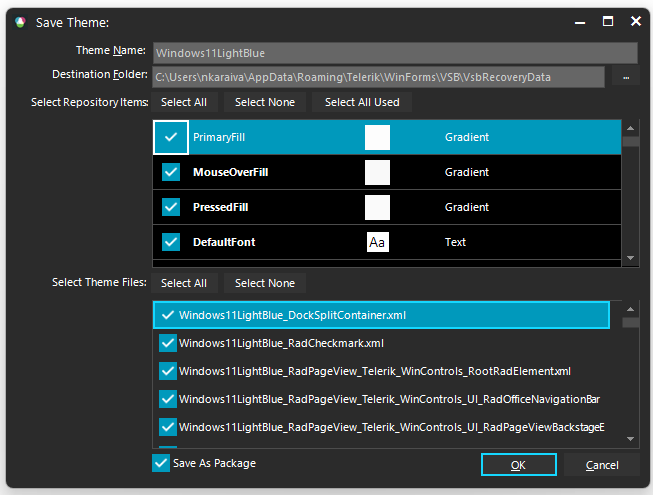 Save Theme:
Theme Name: Windows11LightBlue
Destination Folder: C:\Users\nkaraiva\AppData\Roaming\Telerik\WinForms\VSB\VsbRecoveryData ...
Select Repository Items: Select All Select None Select All Used
PrimaryFill Gradient
MouseOverFill Gradient
PressedFill Gradient
DefaultFont Aa Text
Select Theme Files: Select All Select None
Windows11LightBlue_DockSplitContainer.xml
Windows11LightBlue_RadCheckmark.xml
Windows11LightBlue_RadPageView_Telerik_WinControls_RootRadElement.xml
Windows11LightBlue_RadPageView_Telerik_WinControls_UI_RadOfficeNavigationBar
Windows11LightBlue_RadPageView_Telerik_WinControls_UI_RadPageViewBackstageE
Save As Package OK Cancel